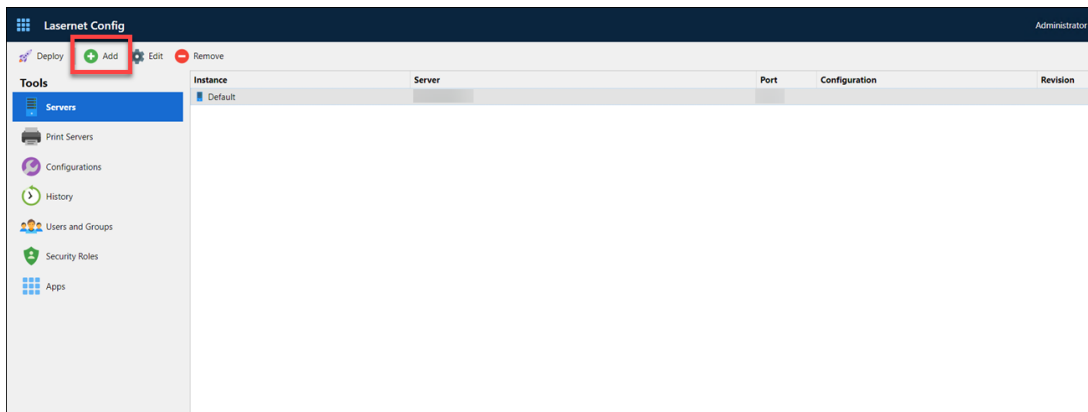 Lasernet Config Administrator
Deploy Add Edit Remove
Tools
Servers
Print Servers
Configurations
History
Users and Groups
Security Roles
Apps
Instance Server Port Configuration Revision
Default